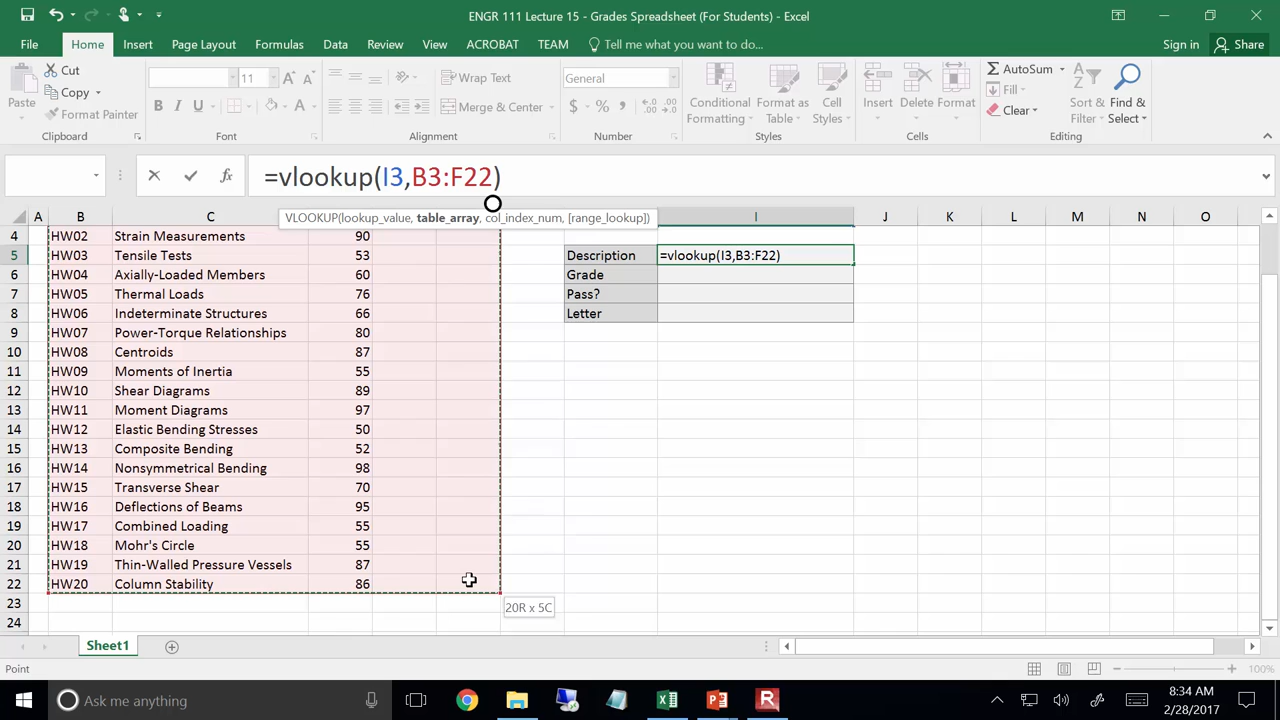 ENGR 111 Lecture 15 - Grades Spreadsheet (For Students) - Excel
File Home Insert Page Layout Formulas Data Review View ACROBAT TEAM Tell me what you want to do... Sign in Share
Paste Cut Copy Format Painter 11 B I U Wrap Text Merge & Center General $ % , Conditional Formatting Format as Table Cell Styles Insert Delete Format AutoSum Fill Clear Sort & Filter Find & Select
Clipboard Font Alignment Number Styles Cells Editing
fx =vlookup(I3,B3:F22)
VLOOKUP(lookup_value, table_array, col_index_num, [range_lookup])
A B C I J K L M N O
4 HW02 Strain Measurements 90
5 HW03 Tensile Tests 53 Description =vlookup(I3,B3:F22)
6 HW04 Axially-Loaded Members 60 Grade
7 HW05 Thermal Loads 76 Pass?
8 HW06 Indeterminate Structures 66 Letter
9 HW07 Power-Torque Relationships 80
10 HW08 Centroids 87
11 HW09 Moments of Inertia 55
12 HW10 Shear Diagrams 89
13 HW11 Moment Diagrams 97
14 HW12 Elastic Bending Stresses 50
15 HW13 Composite Bending 52
16 HW14 Nonsymmetrical Bending 98
17 HW15 Transverse Shear 70
18 HW16 Deflections of Beams 95
19 HW17 Combined Loading 55
20 HW18 Mohr's Circle 55
21 HW19 Thin-Walled Pressure Vessels 87
22 HW20 Column Stability 86
23 20R x 5C
24
Sheet1
Point 100%
Ask me anything 8:34 AM
2/28/2017